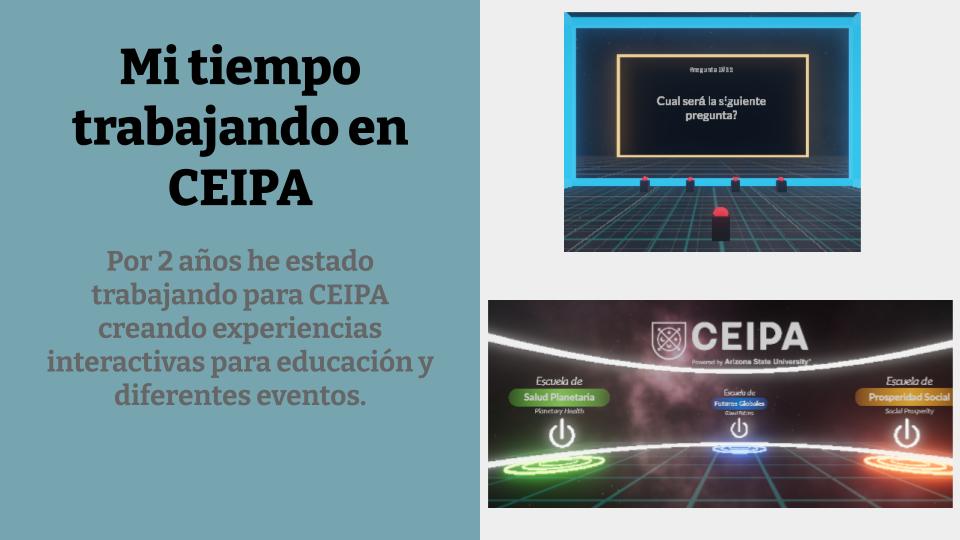 Mi tiempo
trabajando en
CEIPA
Por 2 años he estado
trabajando para CEIPA
creando experiencias
interactivas para educación y
diferentes eventos.
Cual será la siguiente
pregunta?
CEIPA
Powered by Arizona State University
Escuela de
Salud Planetaria
Planetary Health
Escuela de
Futuros Globales
Global Futures
Escuela de
Prosperidad Social
Social Prosperity